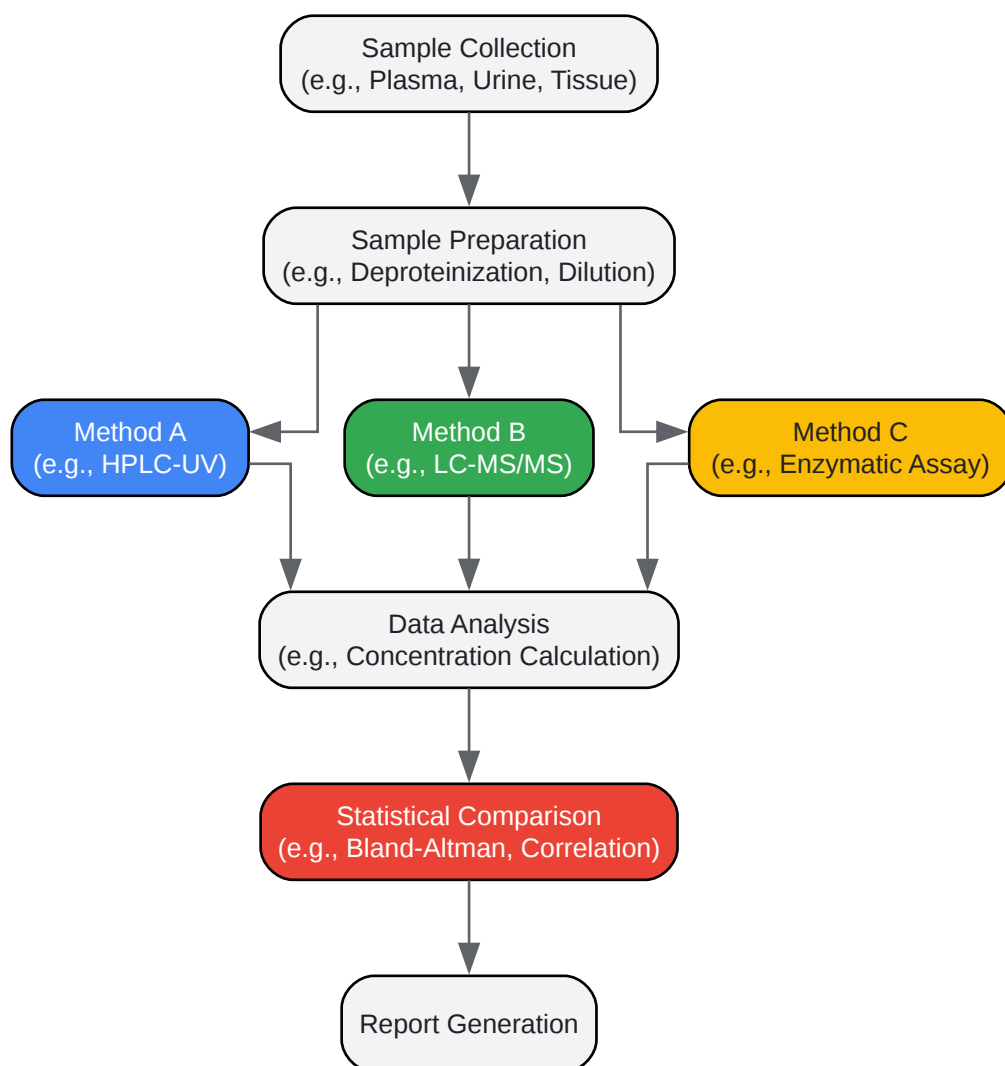 Sample Collection
(e.g., Plasma, Urine, Tissue)
Sample Preparation
(e.g., Deproteinization, Dilution)
Method A
(e.g., HPLC-UV)
Method B
(e.g., LC-MS/MS)
Method C
(e.g., Enzymatic Assay)
Data Analysis
(e.g., Concentration Calculation)
Statistical Comparison
(e.g., Bland-Altman, Correlation)
Report Generation